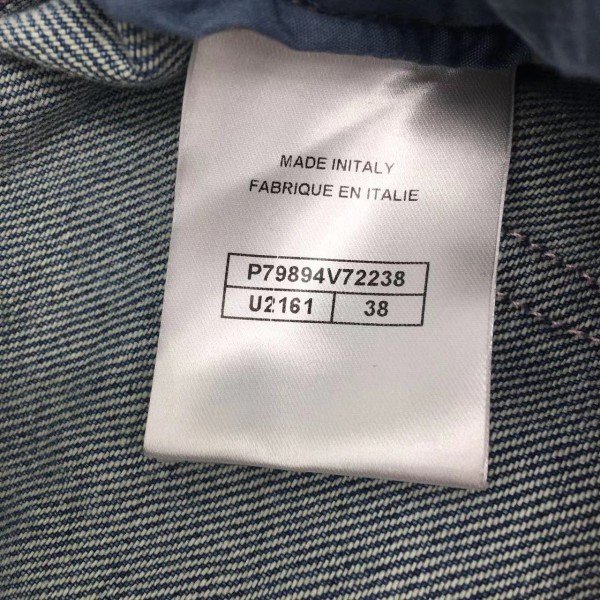 MADE INITALY
FABRIQUE EN ITALIE
P79894V72238
U2161 38